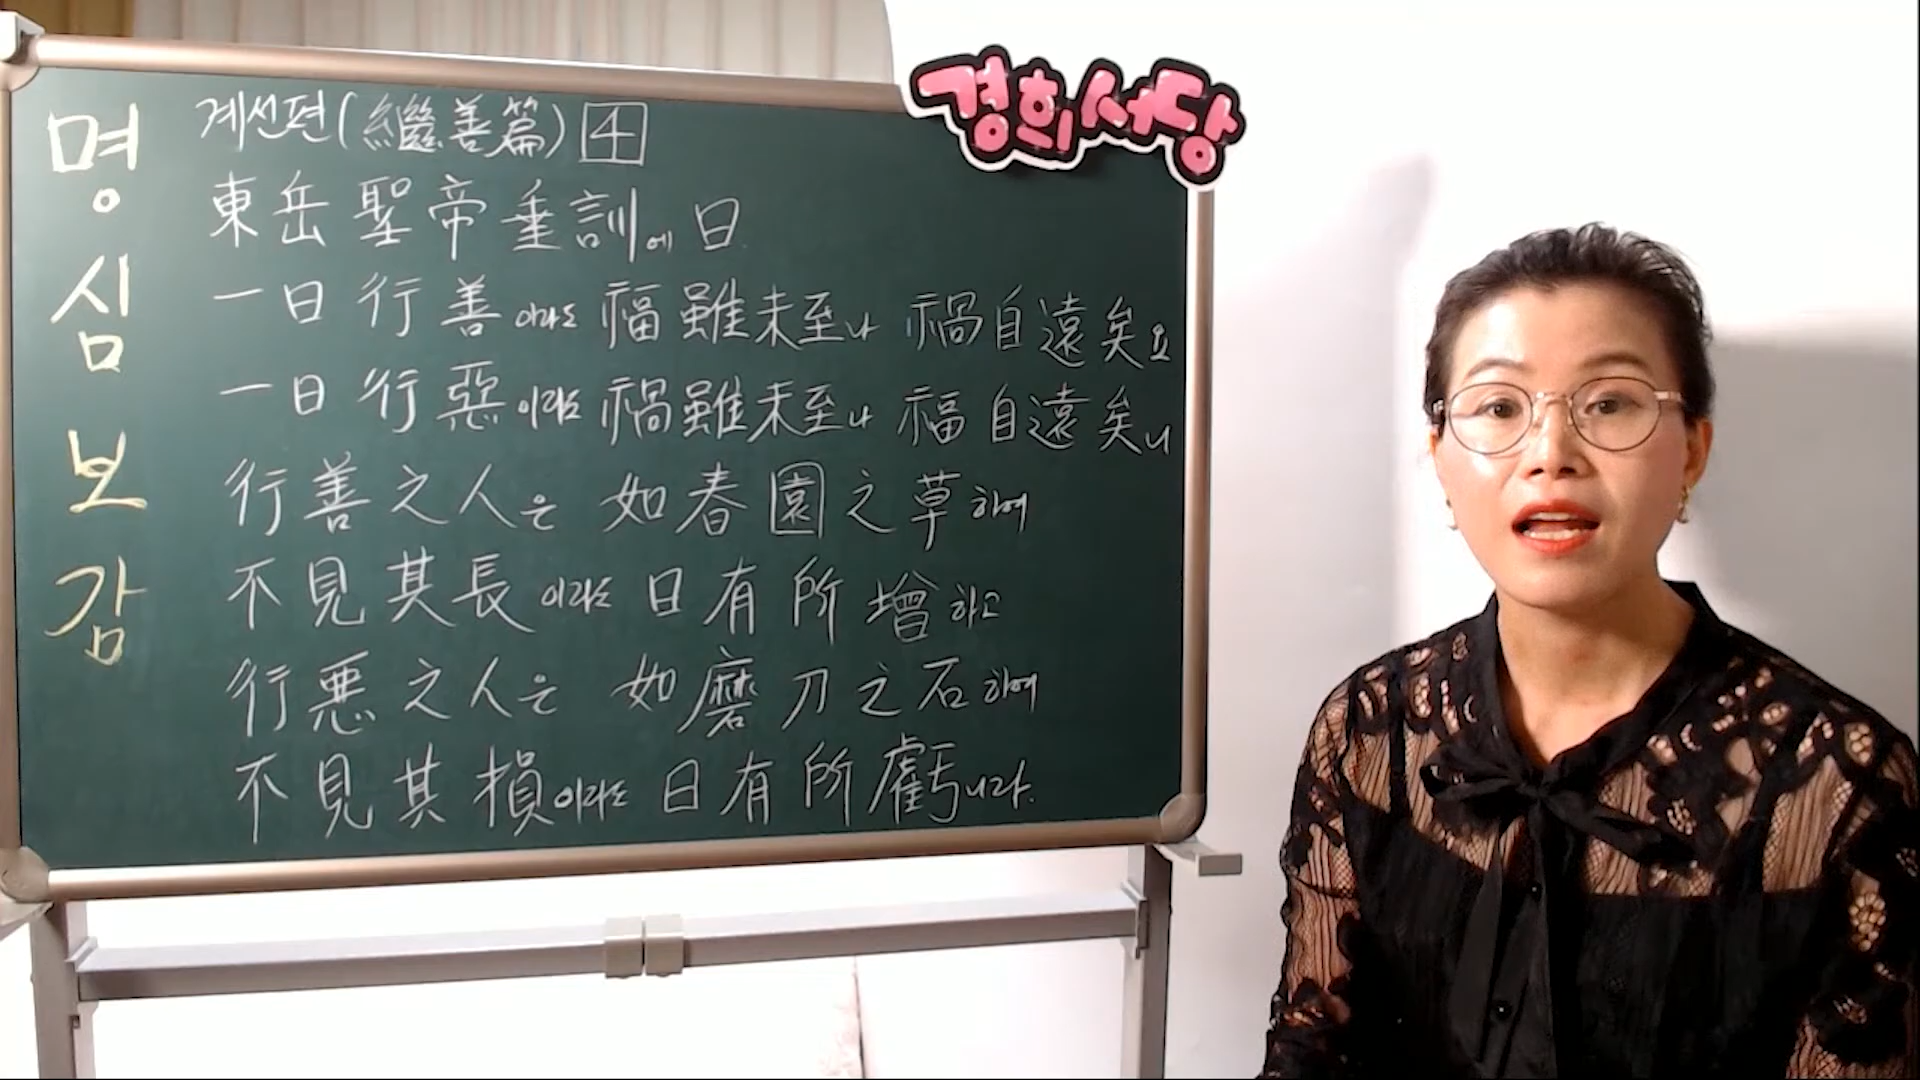 명심보감
계선편(繼善篇) 4
경희서당
東岳聖帝垂訓에 曰
一日行善이라도 福雖未至나 禍自遠矣요
一日行惡이라도 禍雖未至나 福自遠矣니
行善之人은 如春園之草하여
不見其長이라도 日有所增하고
行悪之人은 如磨刀之石하여
不見其損이라도 日有所虧니라.